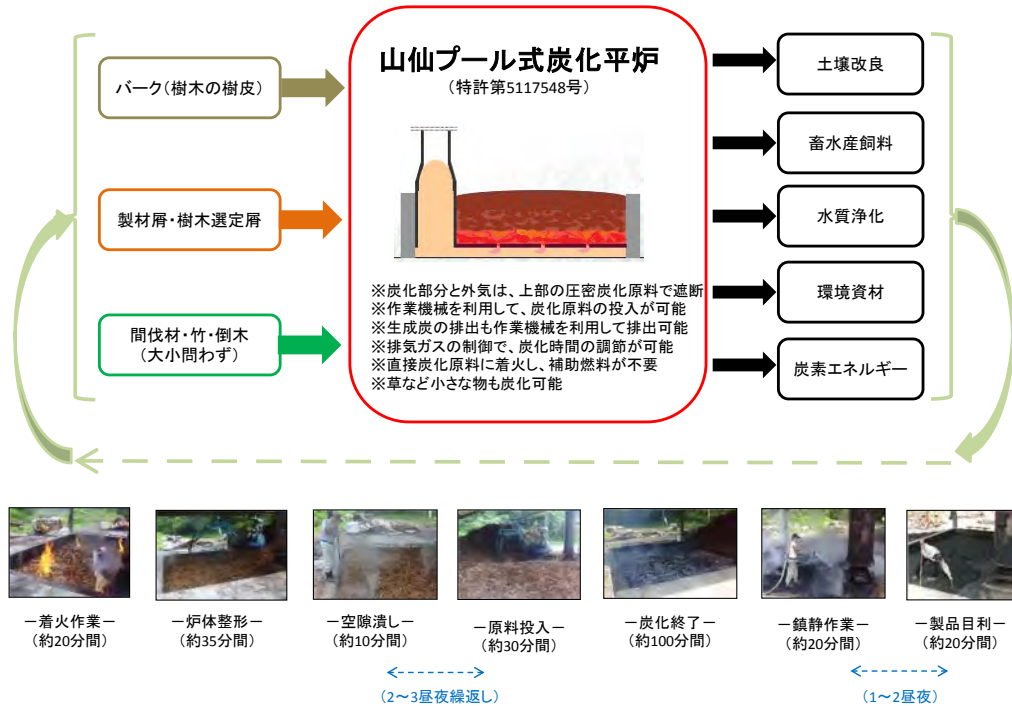 山仙プール式炭化平炉
(特許第5117548号)
バーク(樹木の樹皮)
製材屑・樹木選定屑
間伐材・竹・倒木
(大小問わず)
※炭化部分と外気は、上部の圧密炭化原料で遮断
※作業機械を利用して、炭化原料の投入が可能
※生成炭の排出も作業機械を利用して排出可能
※排気ガスの制御で、炭化時間の調節が可能
※直接炭化原料に着火し、補助燃料が不要
※草など小さな物も炭化可能
土壌改良
畜水産飼料
水質浄化
環境資材
炭素エネルギー
－着火作業－
(約20分間)
－炉体整形－
(約35分間)
－空隙潰し－
(約10分間)
－原料投入－
(約30分間)
－炭化終了－
(約100分間)
－鎮静作業－
(約20分間)
－製品目利－
(約20分間)
(2～3昼夜繰返し)
(1～2昼夜)